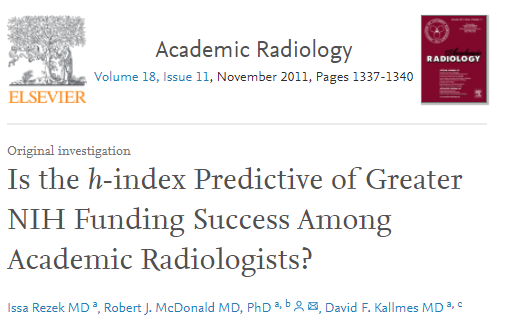 Academic Radiology
Volume 18, Issue 11, November 2011, Pages 1337-1340
ELSEVIER
RADIOLOGY
Original investigation
Is the h-index Predictive of Greater
NIH Funding Success Among
Academic Radiologists?
Issa Rezek MD a, Robert J. McDonald MD, PhD a, b, David F. Kallmes MD a, c